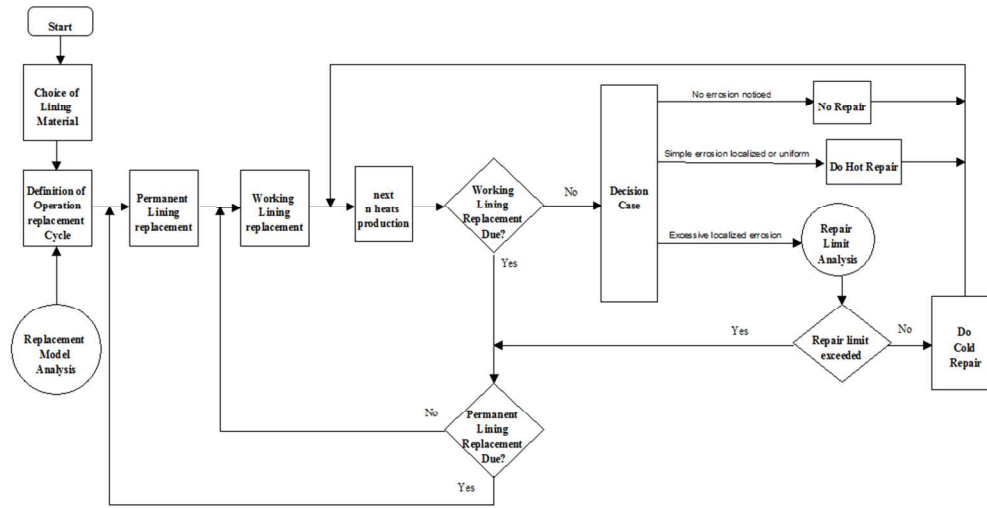 Start
Choice of
Lining
Material
Definition of
Operation
replacement
Cycle
Replacement
Model
Analysis
Permanent
Lining
replacement
Working
Lining
replacement
next
n heats
production
Working
Lining
Replacement
Due?
No
Yes
Decision
Case
No errosion noticed
No Repair
Simple errosion localized or uniform
Do Hot Repair
Excessive localized errosion
Repair
Limit
Analysis
Repair limit
exceeded
Yes
No
Do
Cold
Repair
Permanent
Lining
Replacement
Due?
No
Yes